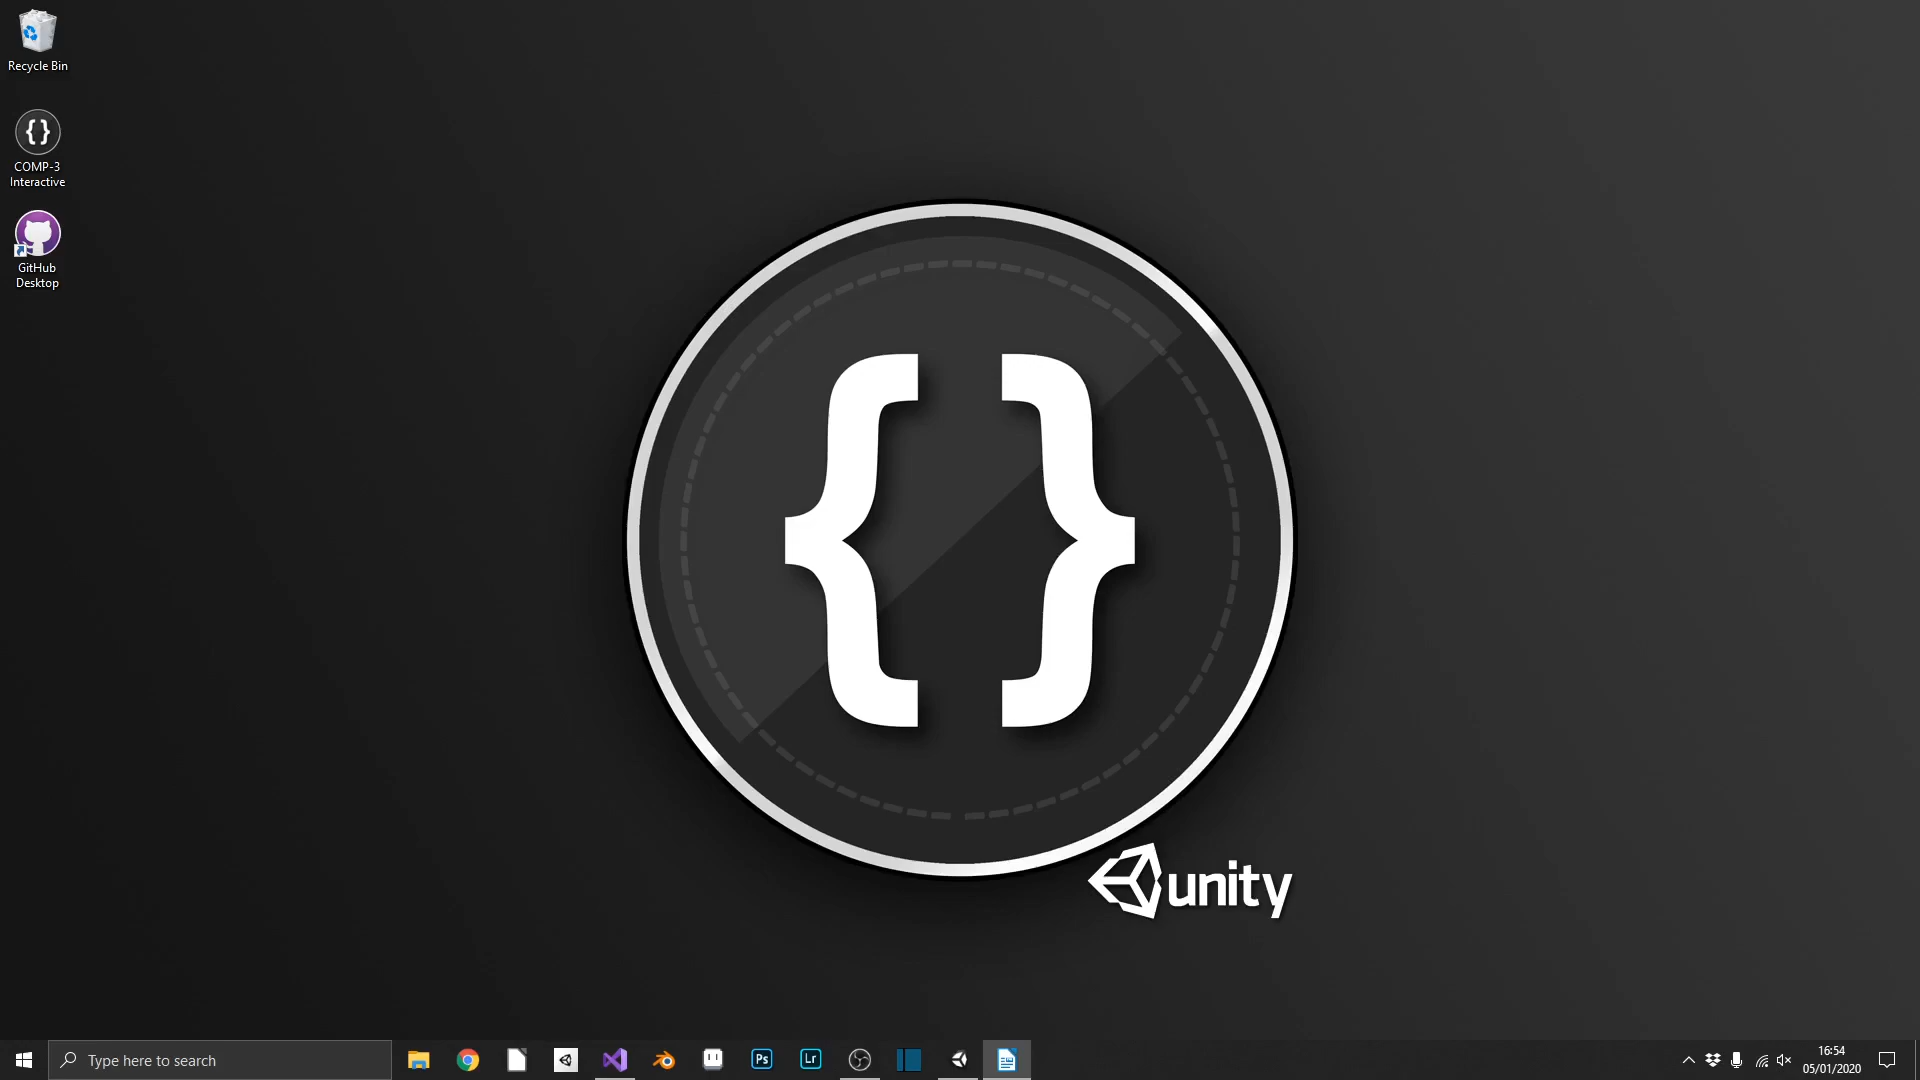 Recycle Bin
COMP-3
Interactive
GitHub
Desktop
{ }
unity
Type here to search
Ps
Lr
16:54
05/01/2020